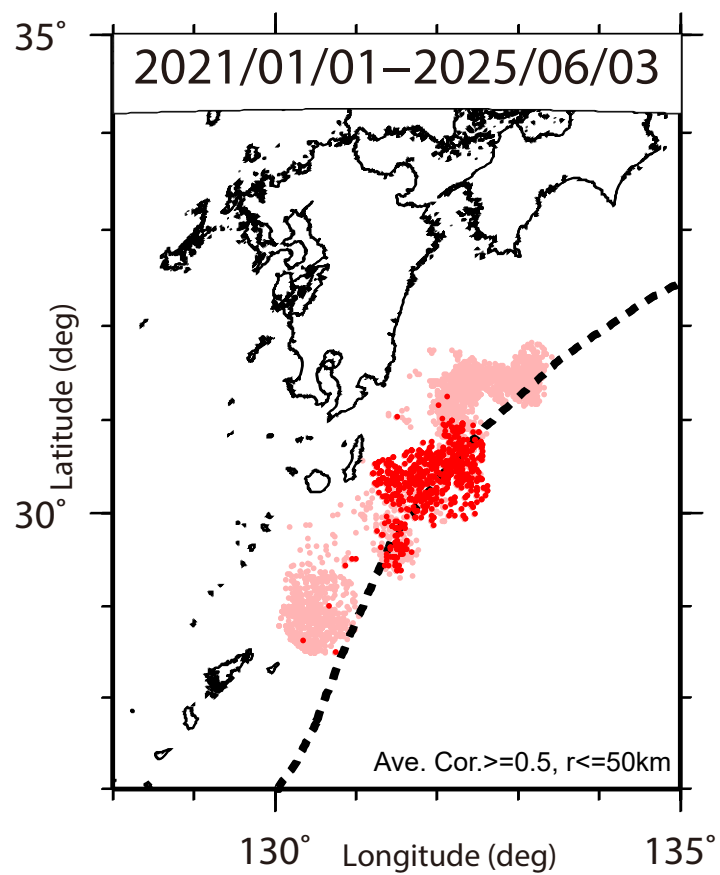 35°
2021/01/01−2025/06/03
Latitude (deg)
30°
Ave. Cor.>=0.5, r<=50km
130°
Longitude (deg)
135°